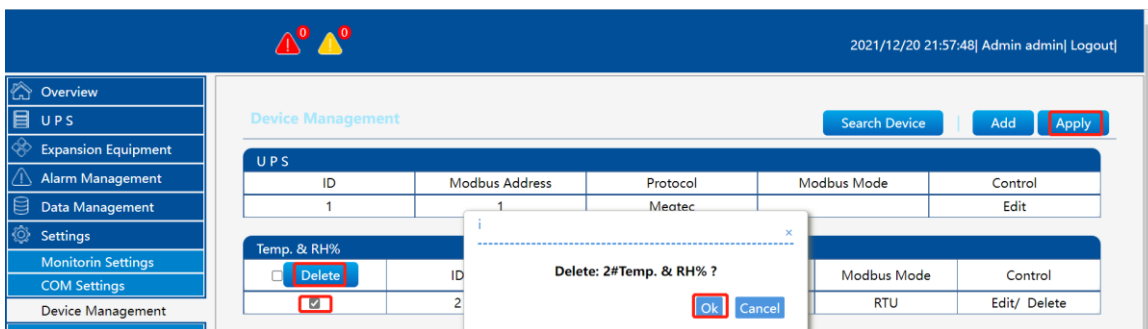 0 0
2021/12/20 21:57:48| Admin admin| Logout|
Overview
UPS
Expansion Equipment
Alarm Management
Data Management
Settings
Monitorin Settings
COM Settings
Device Management
Device Management
Search Device | Add Apply
UPS
ID Modbus Address Protocol Modbus Mode Control
1 1 Megtec Edit
Temp. & RH%
Delete ID Modbus Mode Control
2 RTU Edit/ Delete
i ×
Delete: 2#Temp. & RH% ?
Ok Cancel